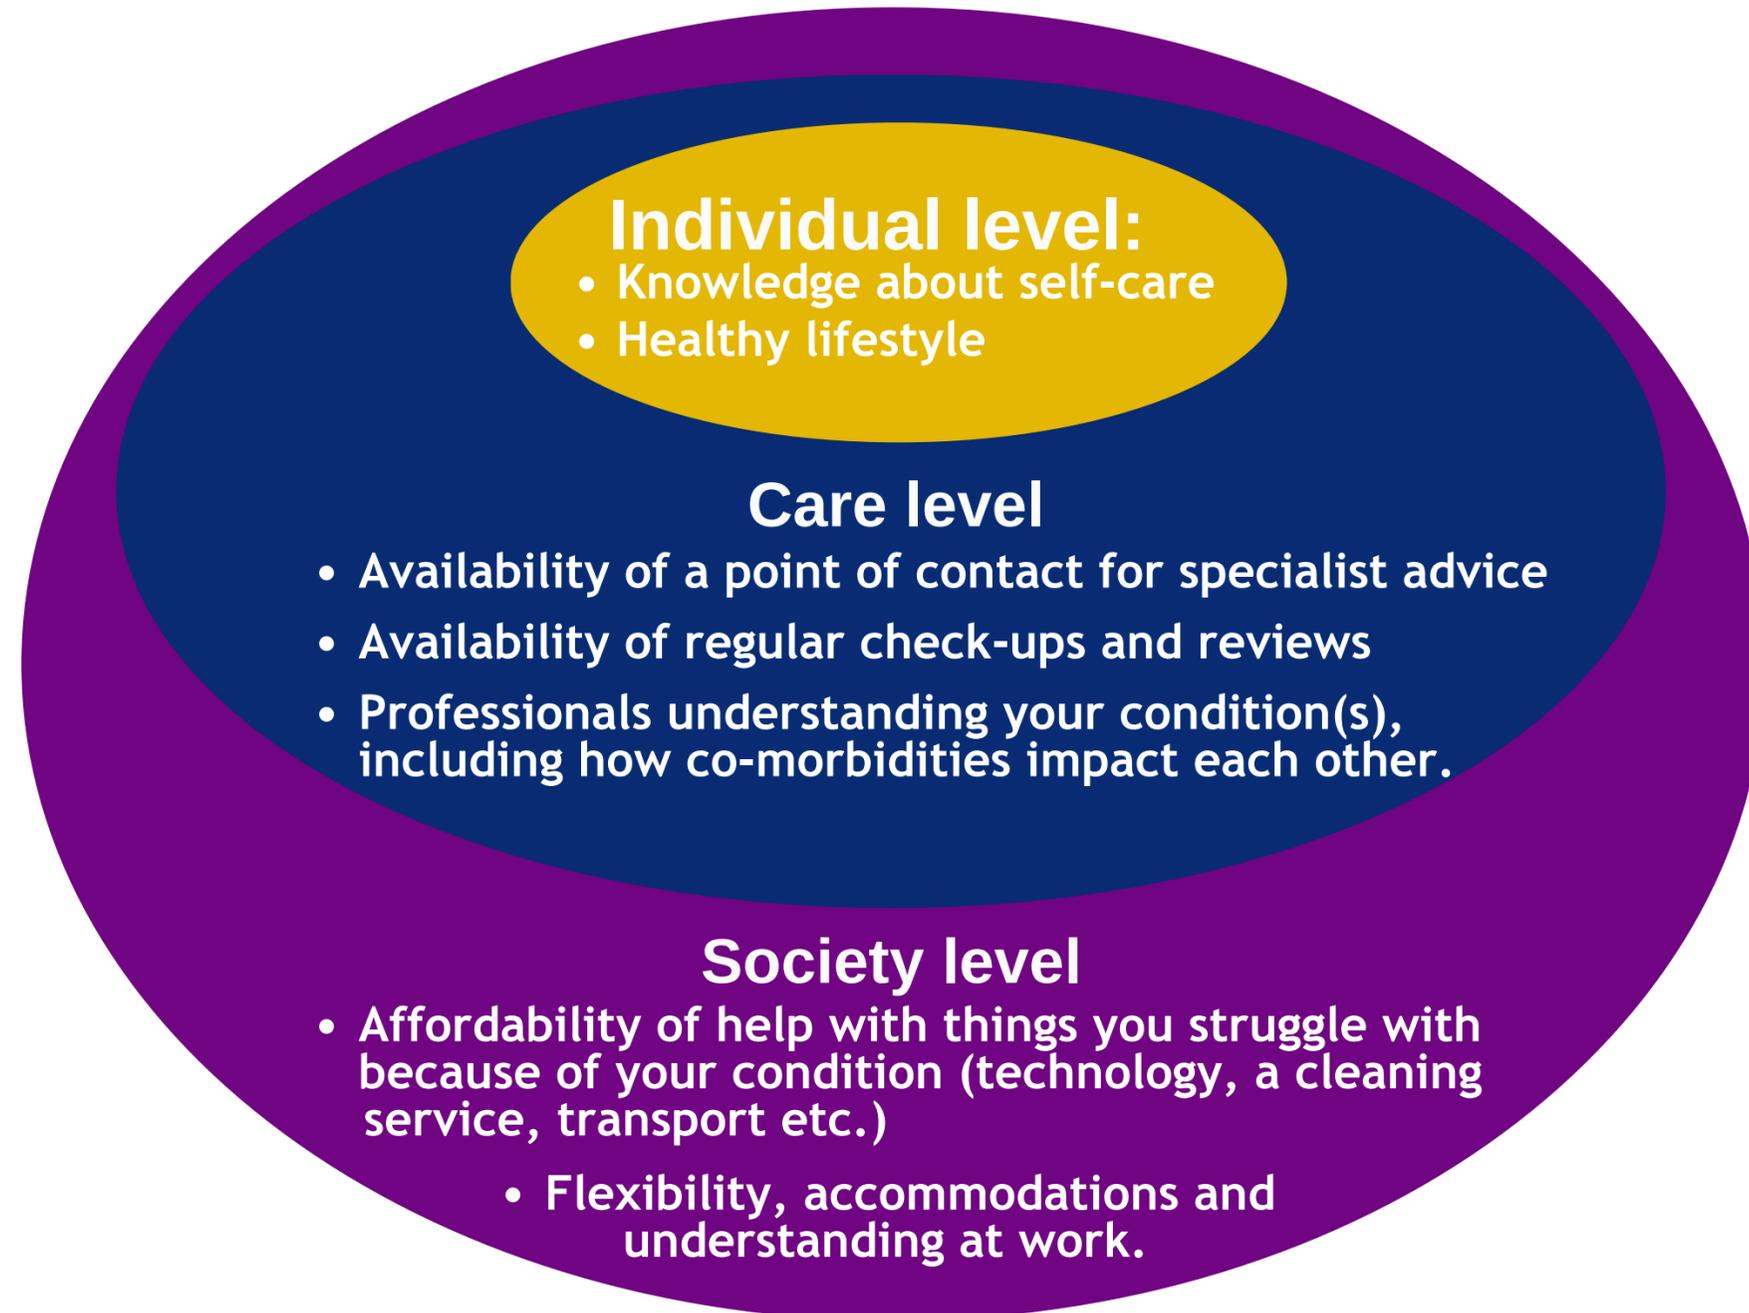 Individual level:
• Knowledge about self-care
• Healthy lifestyle
Care level
• Availability of a point of contact for specialist advice
• Availability of regular check-ups and reviews
• Professionals understanding your condition(s),
including how co-morbidities impact each other.
Society level
• Affordability of help with things you struggle with
because of your condition (technology, a cleaning
service, transport etc.)
• Flexibility, accommodations and
understanding at work.